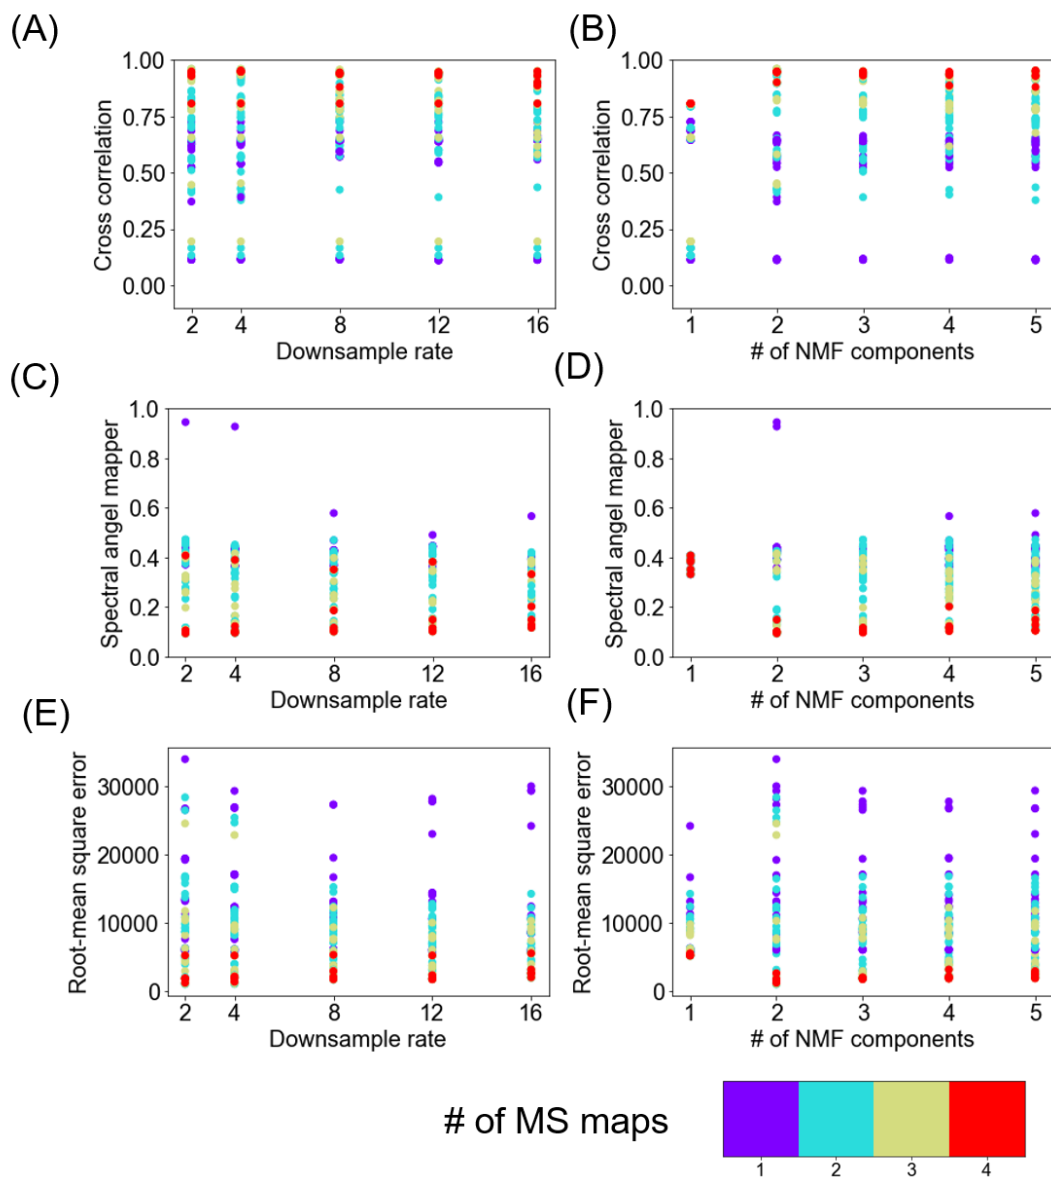 (A)
(B)
Cross correlation
1.00
0.75
0.50
0.25
0.00
2 4 8 12 16
Downsample rate
Cross correlation
1.00
0.75
0.50
0.25
0.00
1 2 3 4 5
# of NMF components
(C)
(D)
Spectral angel mapper
1.0
0.8
0.6
0.4
0.2
0.0
2 4 8 12 16
Downsample rate
Spectral angel mapper
1.0
0.8
0.6
0.4
0.2
0.0
1 2 3 4 5
# of NMF components
(E)
(F)
Root-mean square error
30000
20000
10000
0
2 4 8 12 16
Downsample rate
Root-mean square error
30000
20000
10000
0
1 2 3 4 5
# of NMF components
# of MS maps
1 2 3 4